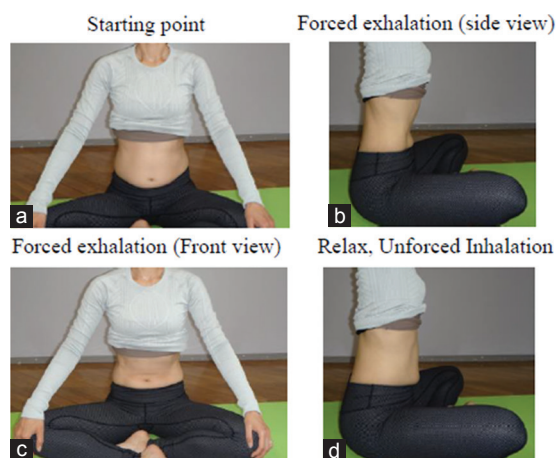 Starting point
Forced exhalation (side view)
a
b
Forced exhalation (Front view)
Relax, Unforced Inhalation
c
d